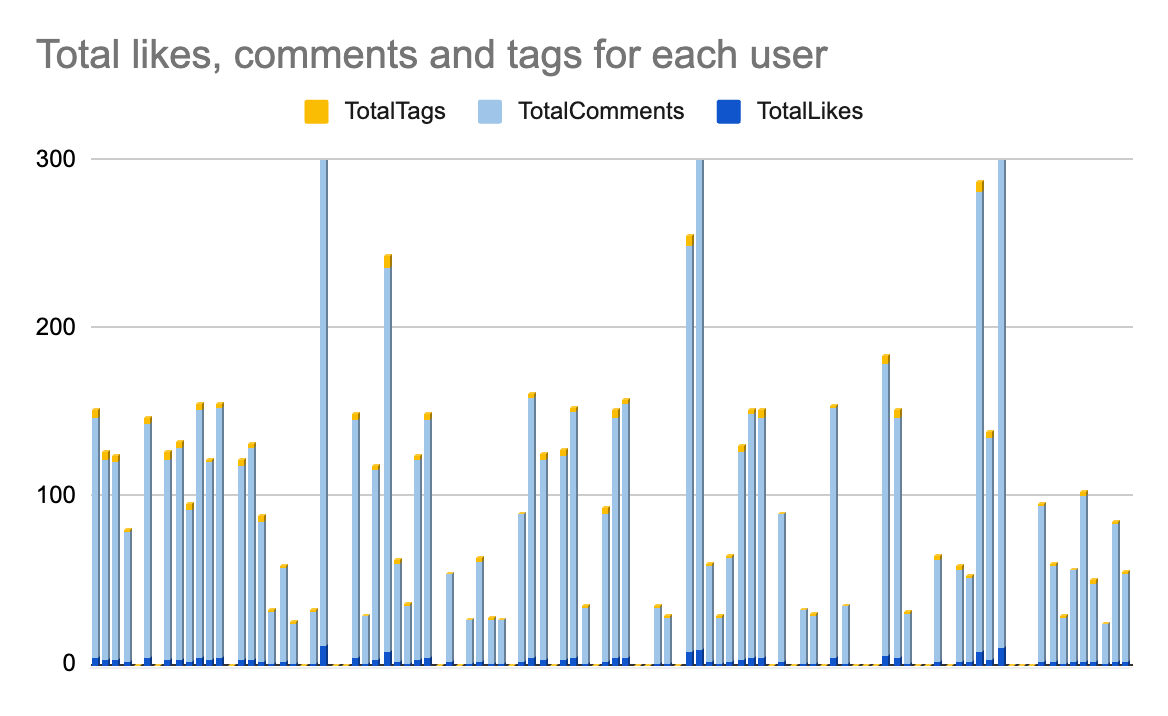 Total likes, comments and tags for each user
TotalTags TotalComments TotalLikes
300
200
100
0